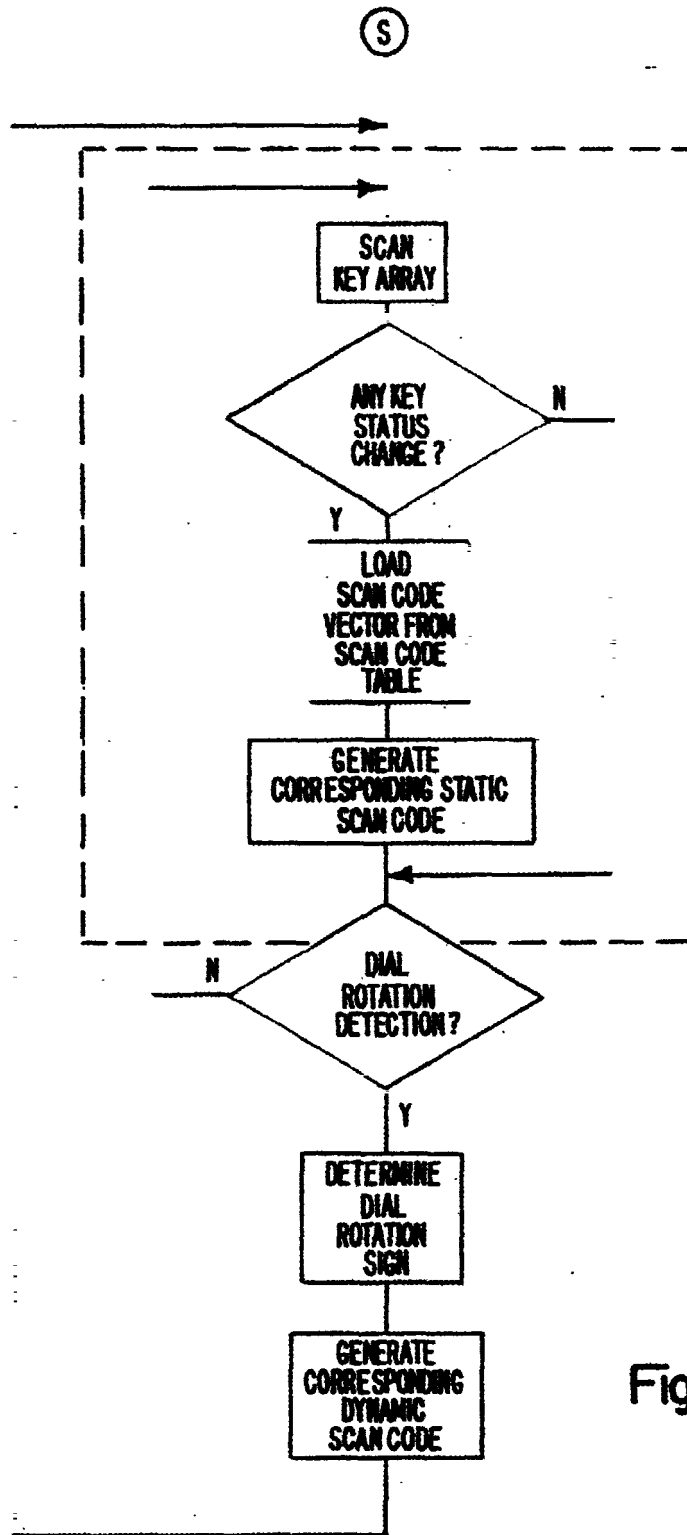 S
SCAN
KEY ARRAY
ANY KEY
STATUS
CHANGE ?
N
Y
LOAD
SCAN CODE
VECTOR FROM
SCAN CODE
TABLE
GENERATE
CORRESPONDING STATIC
SCAN CODE
DIAL
ROTATION
DETECTION ?
N
Y
DETERMINE
DIAL
ROTATION
SIGN
GENERATE
CORRESPONDING
DYNAMIC
SCAN CODE
Fig